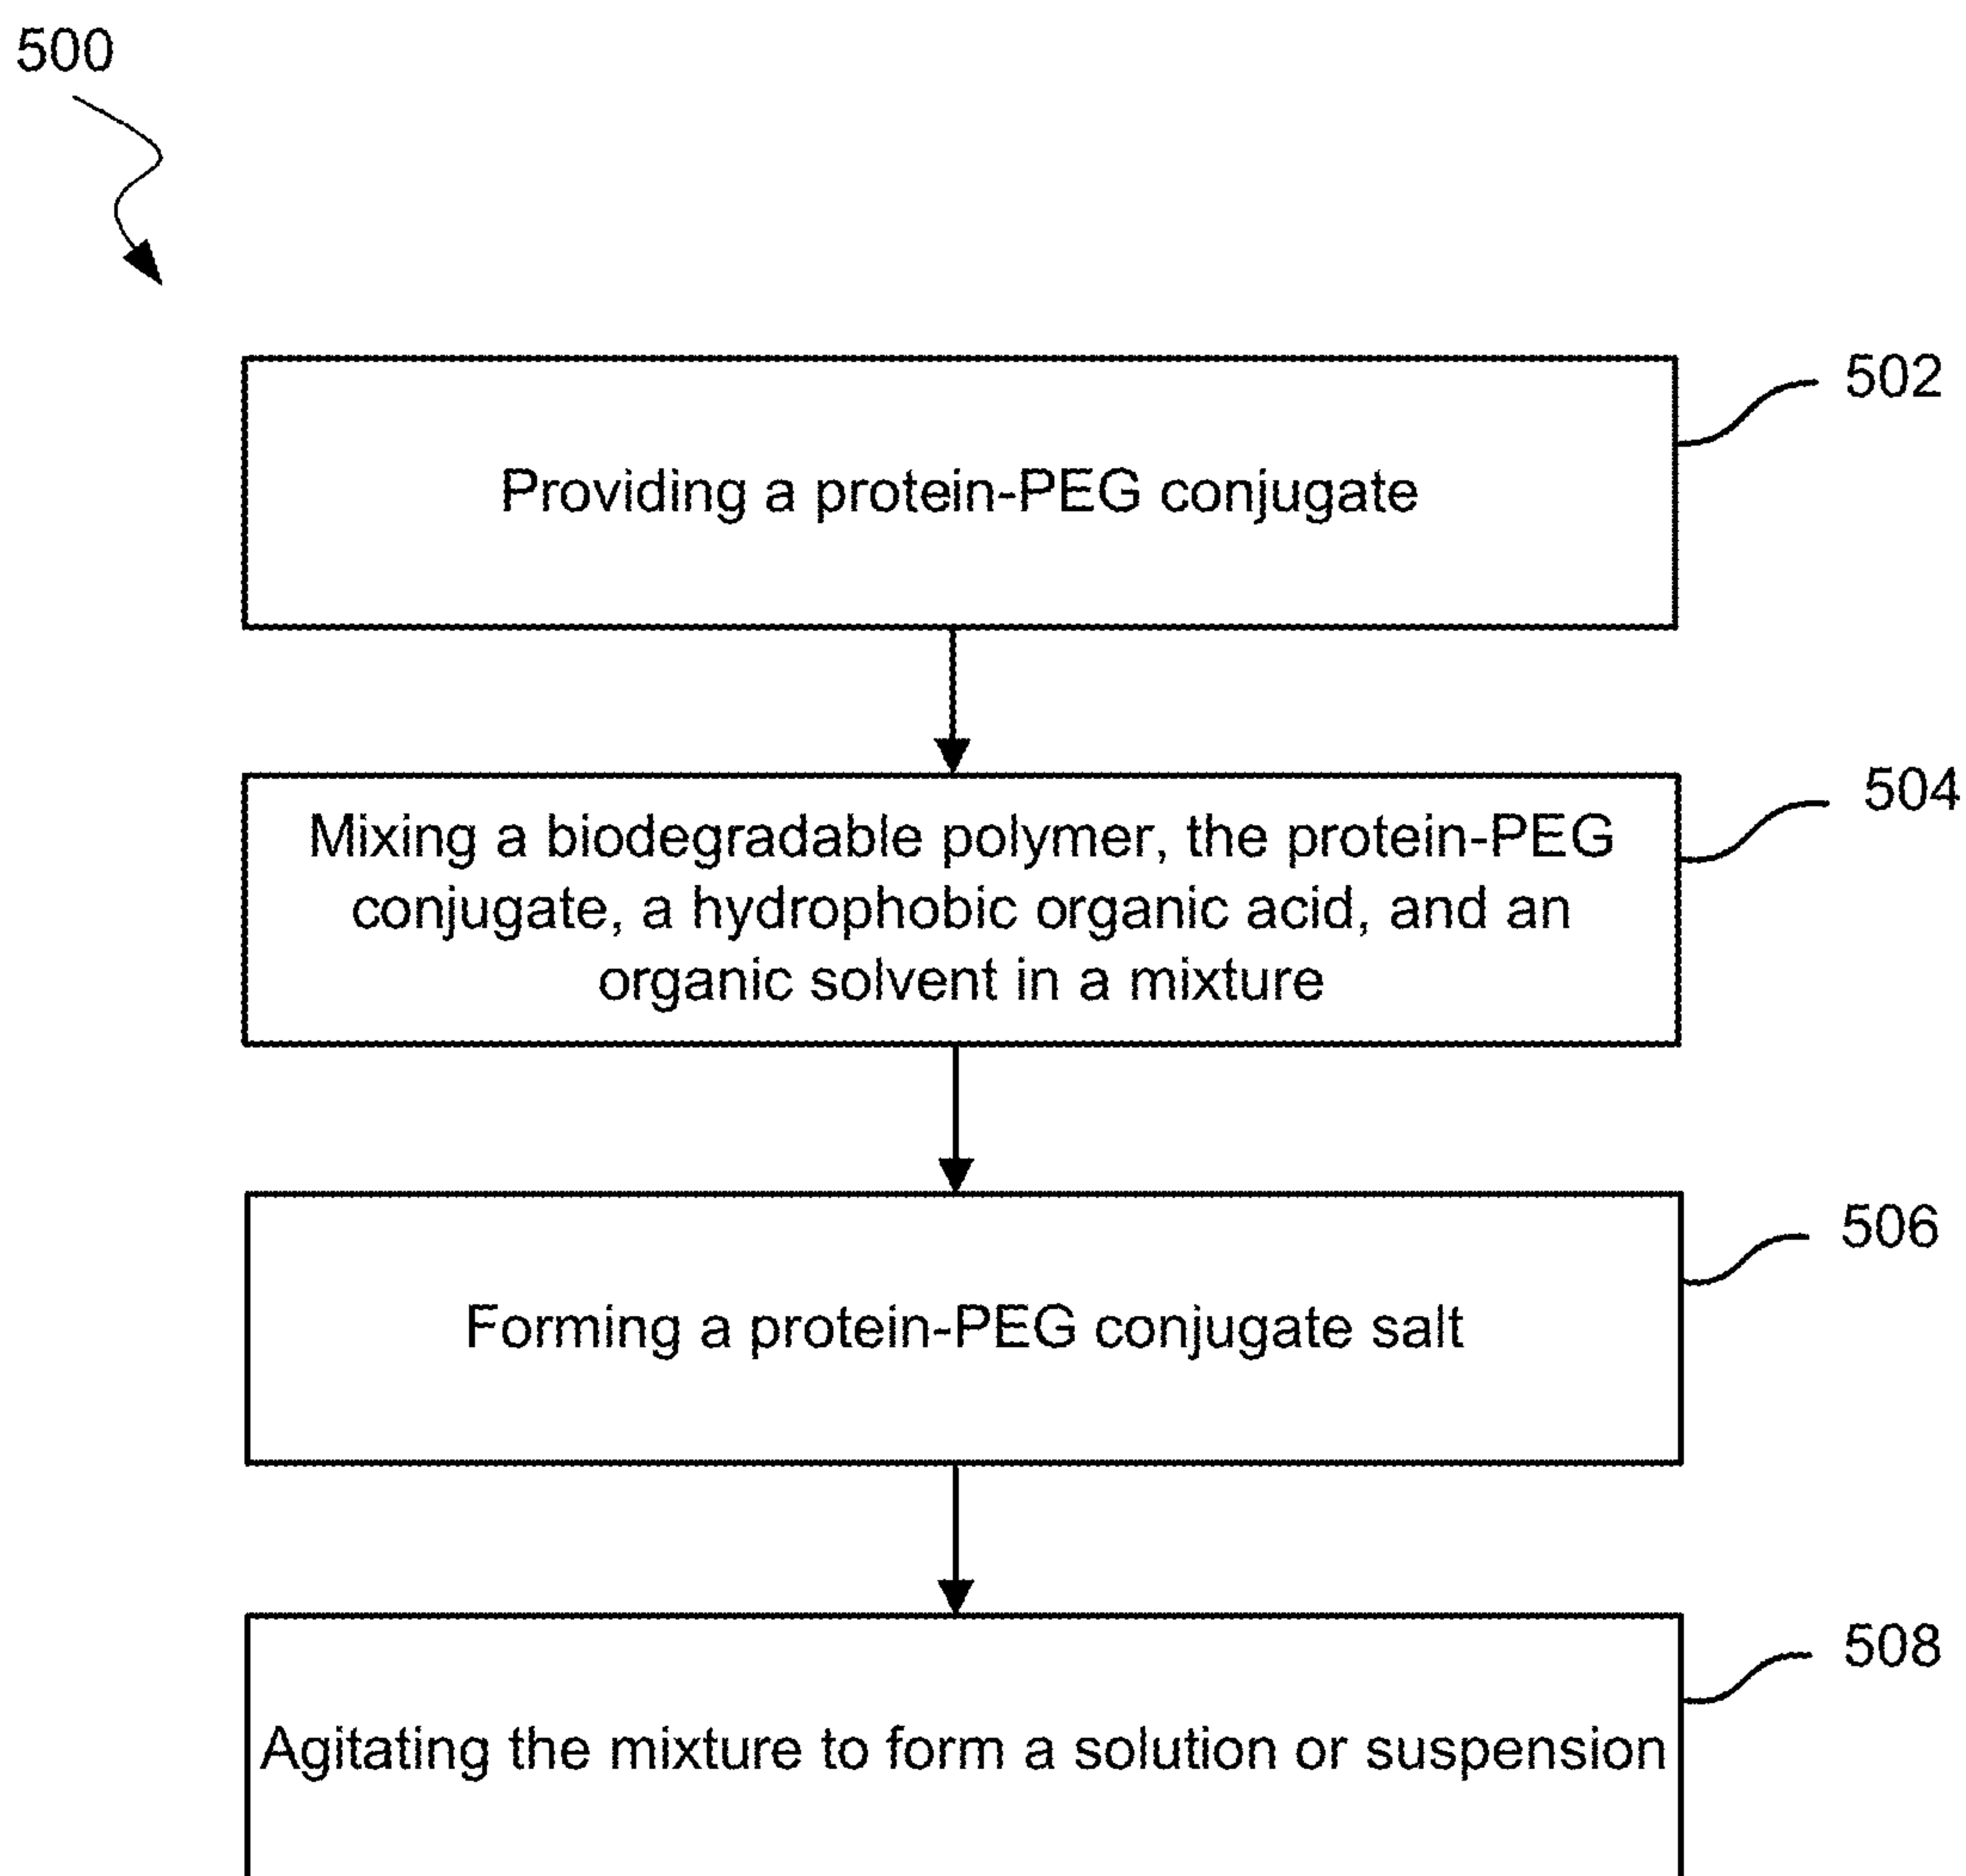 500
502
Providing a protein-PEG conjugate
504
Mixing a biodegradable polymer, the protein-PEG
conjugate, a hydrophobic organic acid, and an
organic solvent in a mixture
506
Forming a protein-PEG conjugate salt
508
Agitating the mixture to form a solution or suspension